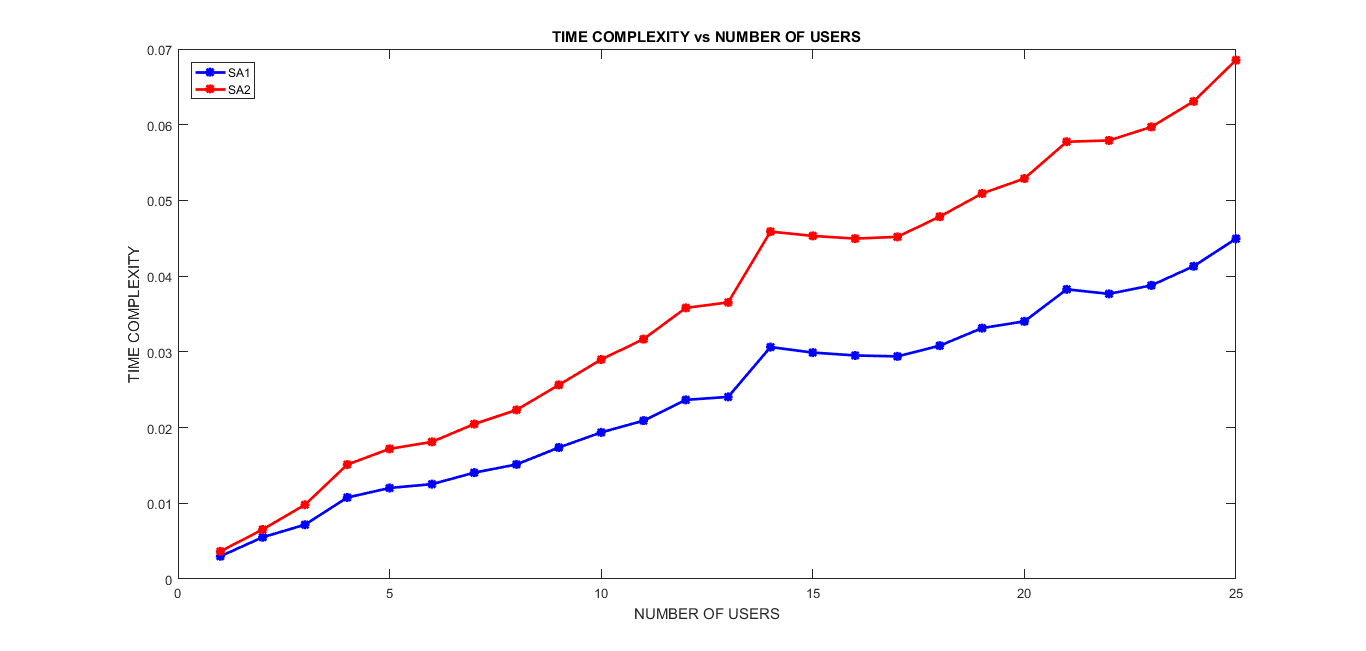 TIME COMPLEXITY vs NUMBER OF USERS
SA1
SA2
0.07
0.06
0.05
0.04
0.03
0.02
0.01
0
TIME COMPLEXITY
0 5 10 15 20 25
NUMBER OF USERS